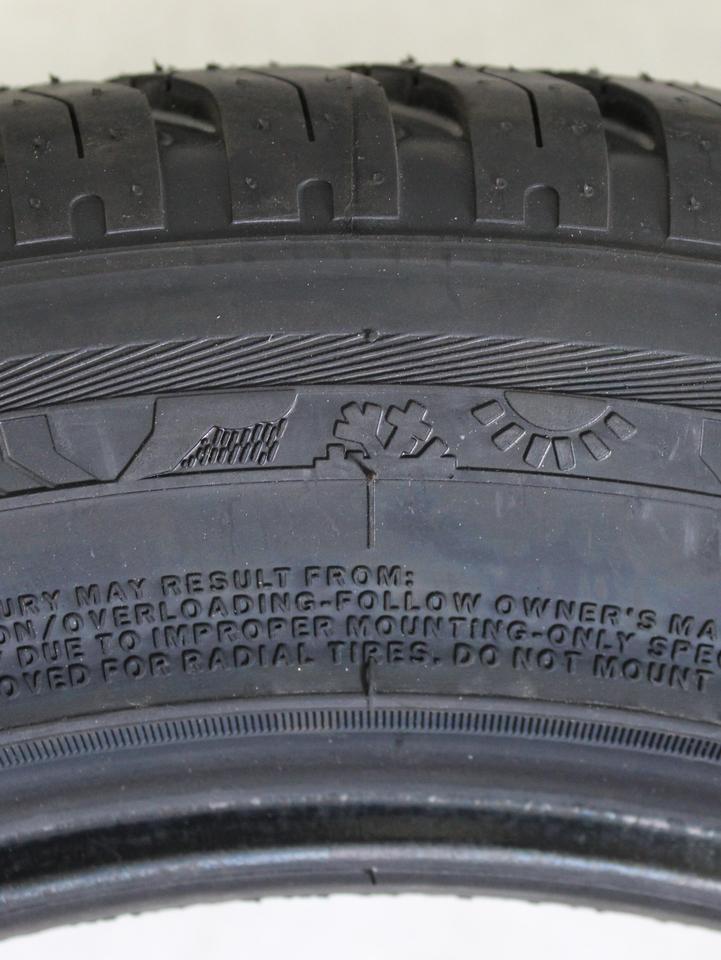 URY MAY RESULT FROM:
ON/OVERLOADING-FOLLOW OWNER'S MA
DUE TO IMPROPER MOUNTING-ONLY SPEC
OVED FOR RADIAL TIRES. DO NOT MOUNT